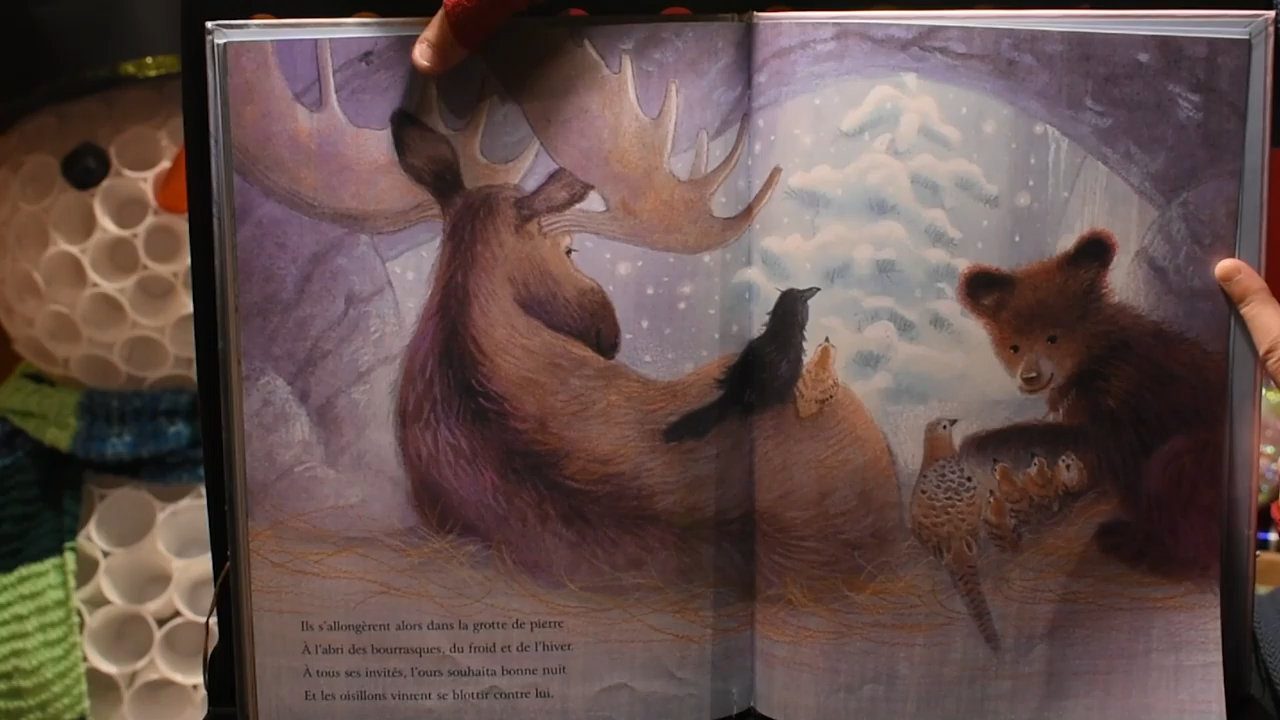 Ils s'allongèrent alors dans la grotte de pierre
À l'abri des bourrasques, du froid et de l'hiver.
À tous ses invités, l'ours souhaita bonne nuit
Et les oisillons vinrent se blottir contre lui.